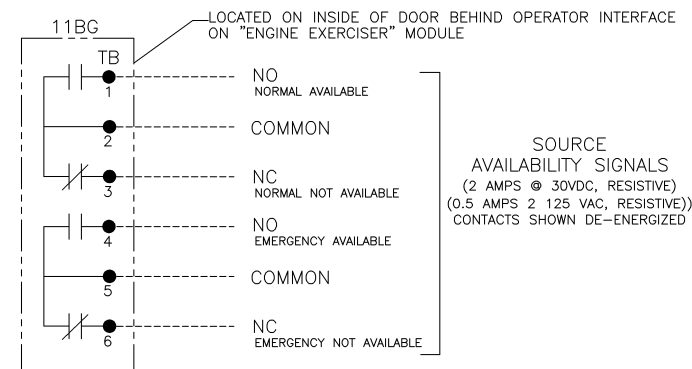 LOCATED ON INSIDE OF DOOR BEHIND OPERATOR INTERFACE
ON "ENGINE EXERCISER" MODULE
11BG
TB
1
NO
NORMAL AVAILABLE
2
COMMON
3
NC
NORMAL NOT AVAILABLE
4
NO
EMERGENCY AVAILABLE
5
COMMON
6
NC
EMERGENCY NOT AVAILABLE
SOURCE
AVAILABILITY SIGNALS
(2 AMPS @ 30VDC, RESISTIVE)
(0.5 AMPS 2 125 VAC, RESISTIVE))
CONTACTS SHOWN DE-ENERGIZED